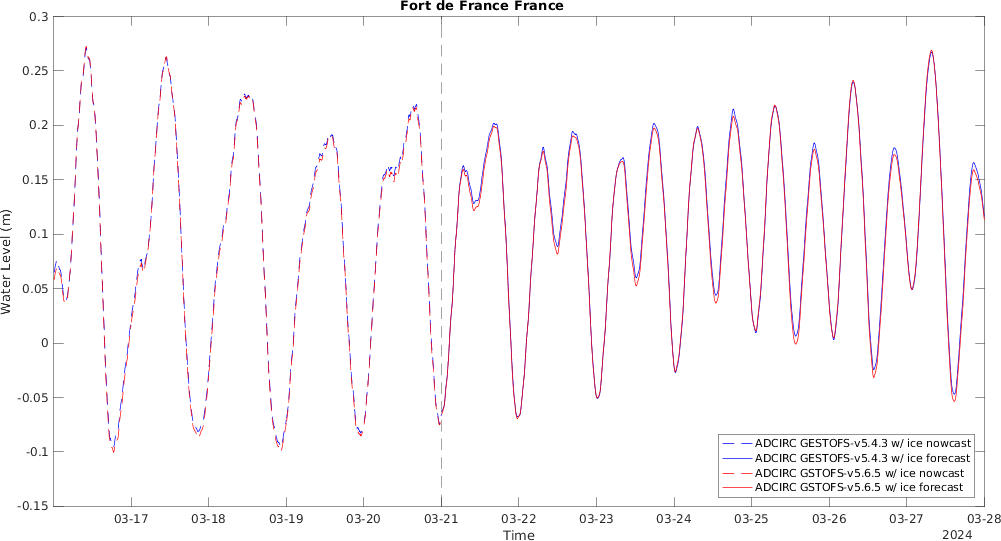 Fort de France France
0.3
0.25
0.2
0.15
0.1
0.05
0
-0.05
-0.1
-0.15
Water Level (m)
ADCIRC GESTOFS-v5.4.3 w/ ice nowcast
ADCIRC GESTOFS-v5.4.3 w/ ice forecast
ADCIRC GSTOFS-v5.6.5 w/ ice nowcast
ADCIRC GSTOFS-v5.6.5 w/ ice forecast
03-17 03-18 03-19 03-20 03-21 03-22 03-23 03-24 03-25 03-26 03-27 03-28
Time
2024